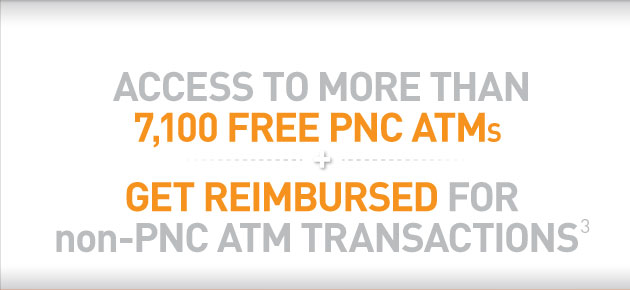 ACCESS TO MORE THAN
7,100 FREE PNC ATMs
+
GET REIMBURSED FOR
non-PNC ATM TRANSACTIONS3